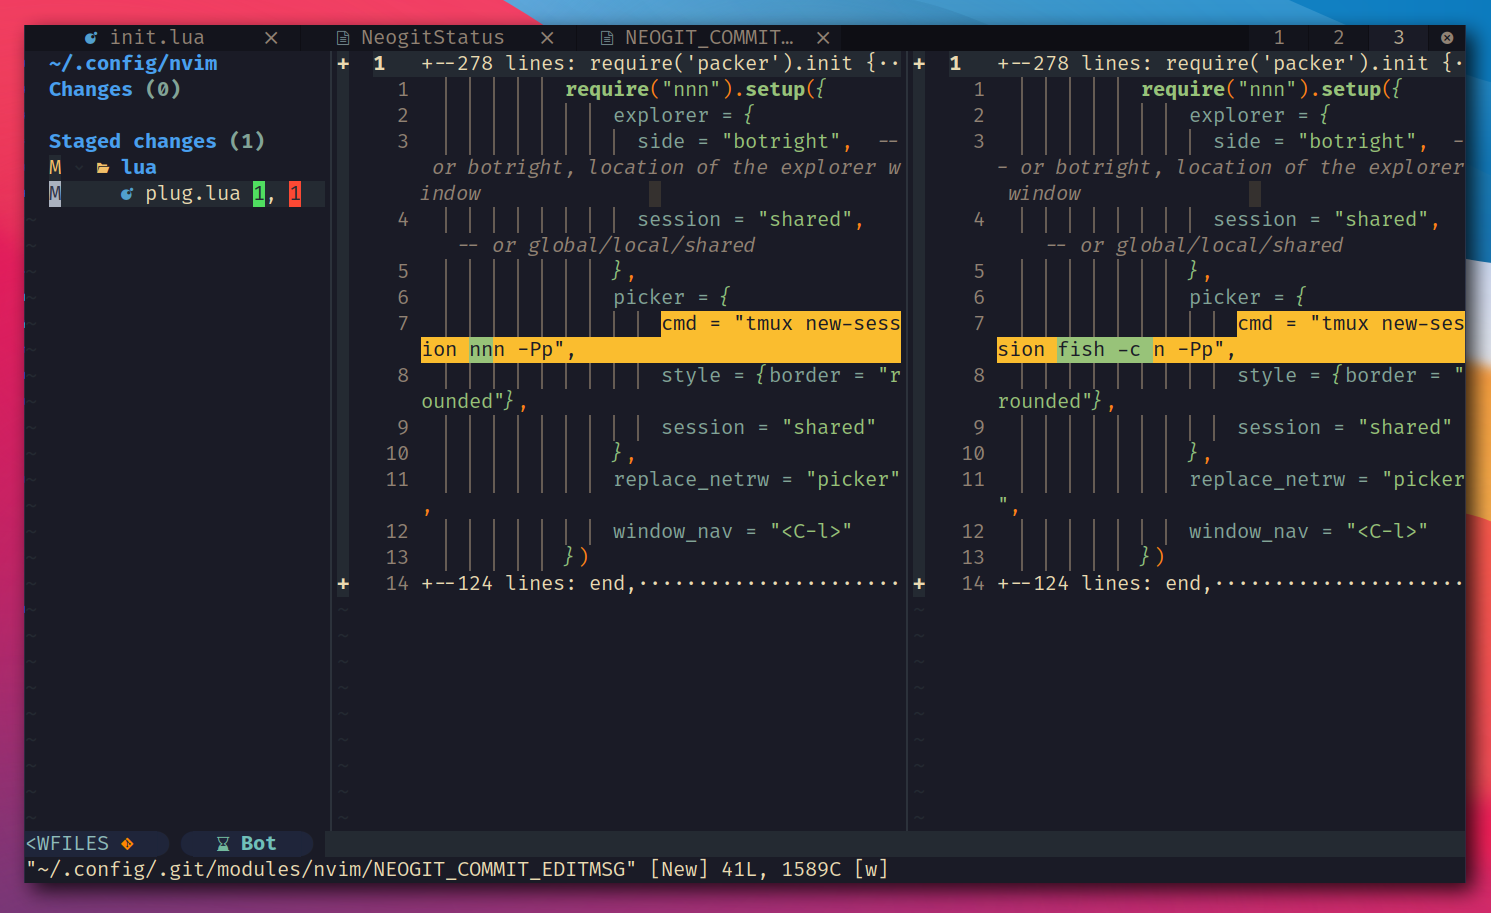 init.lua × NeogitStatus × NEOGIT_COMMIT… × 1 2 3
~/.config/nvim
Changes (0)
Staged changes (1)
M lua
M plug.lua 1, 1
+ 1 +--278 lines: require('packer').init {··
1 require("nnn").setup({
2 explorer = {
3 side = "botright", --
or botright, location of the explorer w
indow
4 session = "shared",
-- or global/local/shared
5 },
6 picker = {
7 cmd = "tmux new-sess
ion nnn -Pp",
8 style = {border = "r
ounded"},
9 session = "shared"
10 },
11 replace_netrw = "picker"
,
12 window_nav = "<C-l>"
13 })
+ 14 +--124 lines: end,······················
+ 1 +--278 lines: require('packer').init {·
1 require("nnn").setup({
2 explorer = {
3 side = "botright", -
- or botright, location of the explorer
window
4 session = "shared",
-- or global/local/shared
5 },
6 picker = {
7 cmd = "tmux new-ses
sion fish -c n -Pp",
8 style = {border = "
rounded"},
9 session = "shared"
10 },
11 replace_netrw = "picker
",
12 window_nav = "<C-l>"
13 })
+ 14 +--124 lines: end,·····················
<WFILES Bot
"~/.config/.git/modules/nvim/NEOGIT_COMMIT_EDITMSG" [New] 41L, 1589C [w]